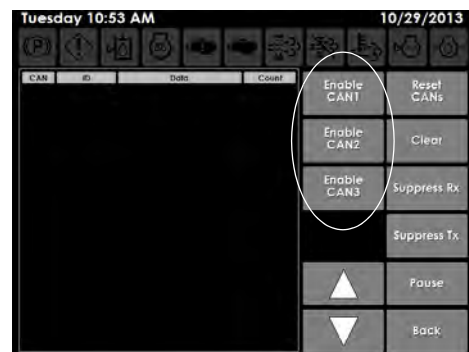 Tuesday 10:53 AM 10/29/2013
CAN ID Data Count
Enable
CAN1
Reset
CANs
Enable
CAN2
Clear
Enable
CAN3
Suppress Rx
Suppress Tx
Pause
Back